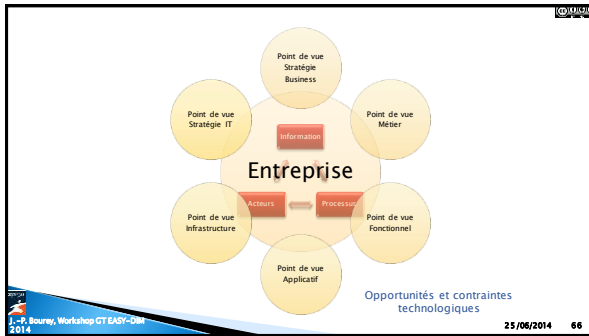 Point de vue
Stratégie
Business
Point de vue
Stratégie IT
Point de vue
Métier
Information
Entreprise
Acteurs
Processus
Point de vue
Infrastructure
Point de vue
Fonctionnel
Point de vue
Applicatif
Opportunités et contraintes
technologiques
J.-P. Bourey, Workshop GT EASY-DIM
2014
25/06/2014 66